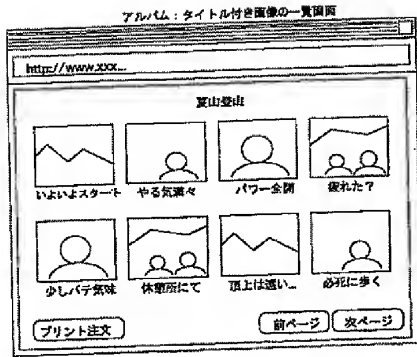 アルバム：タイトル付き画像の一覧画面
http://www.xxx...
夏山登山
いよいよスタート やる気満々 パワー全開 疲れた？
少しバテ気味 休憩所にて 頂上は遠い... 必死に歩く
プリント注文 前ページ 次ページ